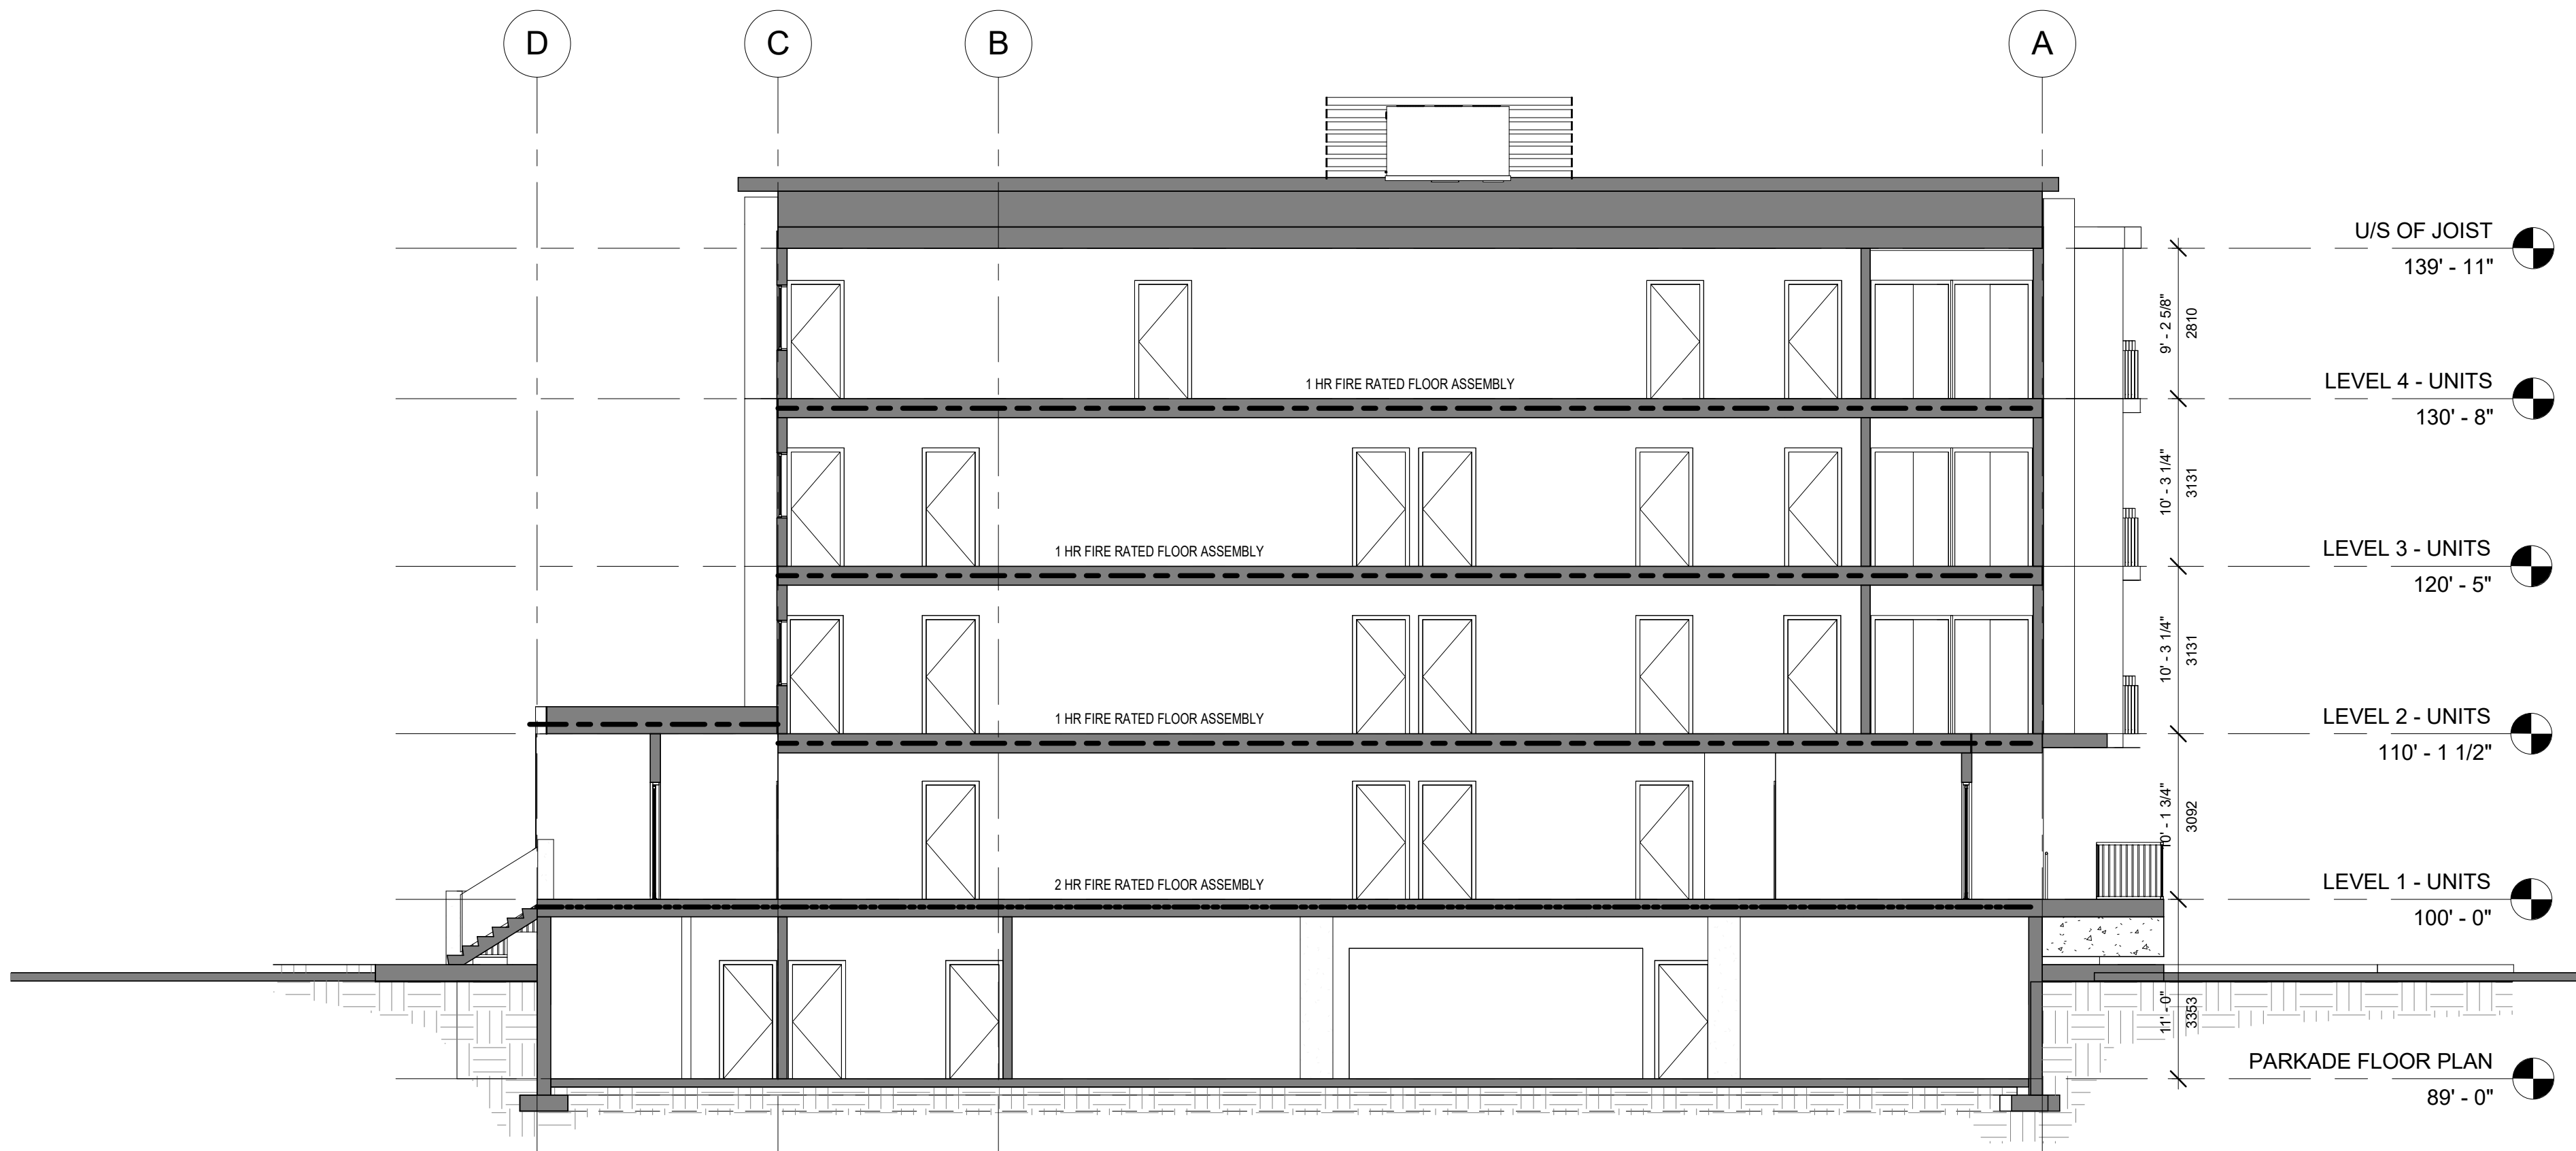 D
C
B
A
U/S OF JOIST
139' - 11"
9' - 2 5/8"
2810
LEVEL 4 - UNITS
130' - 8"
1 HR FIRE RATED FLOOR ASSEMBLY
10' - 3 1/4"
3131
LEVEL 3 - UNITS
120' - 5"
1 HR FIRE RATED FLOOR ASSEMBLY
10' - 3 1/4"
3131
LEVEL 2 - UNITS
110' - 1 1/2"
1 HR FIRE RATED FLOOR ASSEMBLY
10' - 1 3/4"
3092
LEVEL 1 - UNITS
100' - 0"
2 HR FIRE RATED FLOOR ASSEMBLY
11' - 0"
3353
PARKADE FLOOR PLAN
89' - 0"